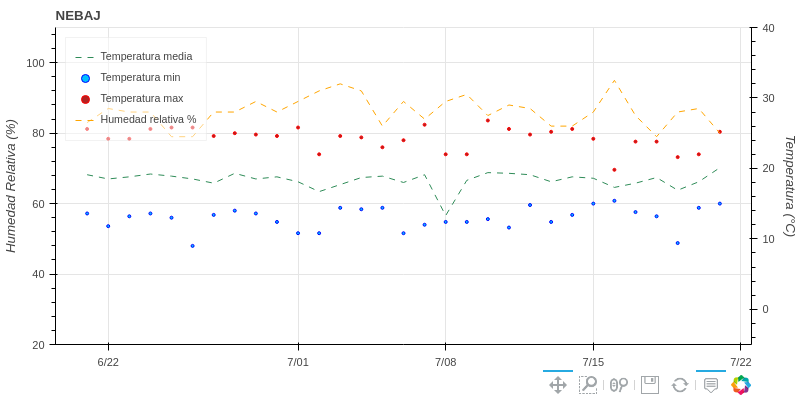 NEBAJ
Temperatura media
Temperatura min
Temperatura max
Humedad relativa %
Humedad Relativa (%)
100
80
60
40
20
40
30
20
10
0
Temperatura (°C)
6/22
7/01
7/08
7/15
7/22